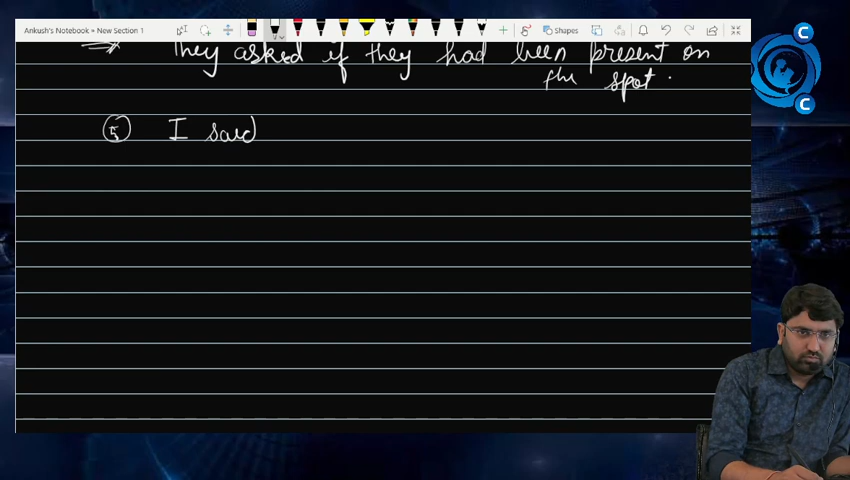 Ankush's Notebook » New Section 1
Shapes
They asked if they had been present on
the spot.
⑤ I said
C
C